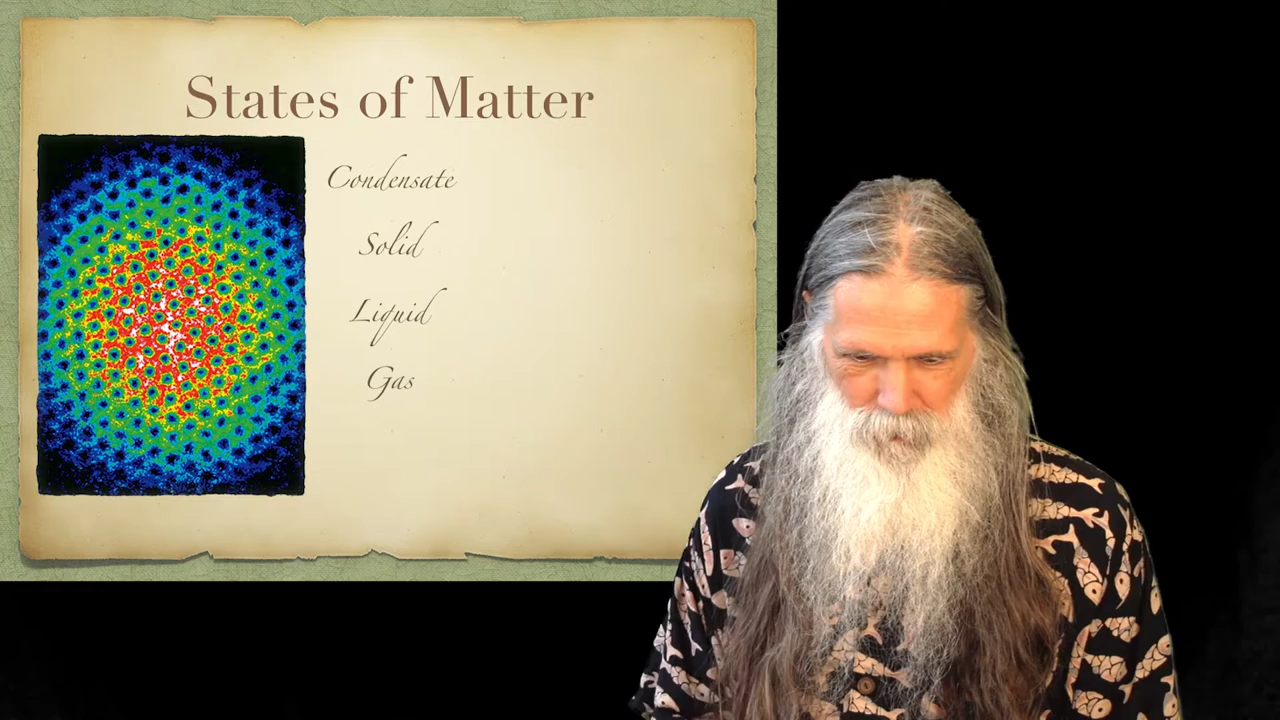 States of Matter
Condensate
Solid
Liquid
Gas